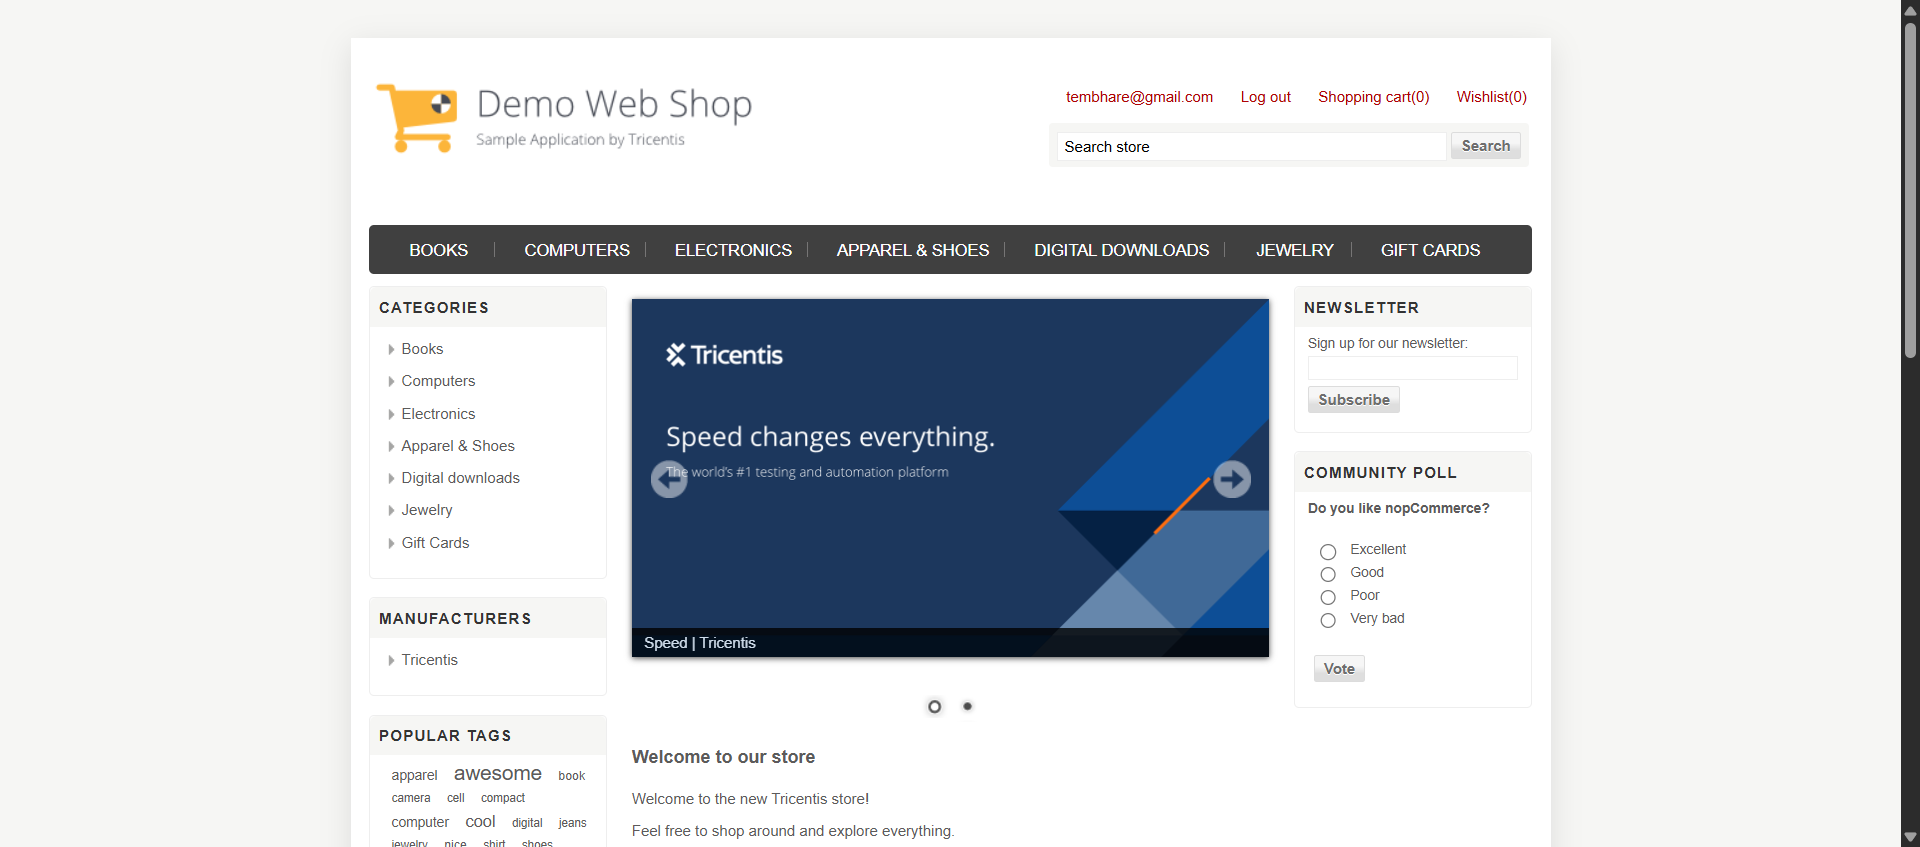 Demo Web Shop
Sample Application by Tricentis
tembhare@gmail.com Log out Shopping cart(0) Wishlist(0)
Search store Search
BOOKS COMPUTERS ELECTRONICS APPAREL & SHOES DIGITAL DOWNLOADS JEWELRY GIFT CARDS
CATEGORIES
Books
Computers
Electronics
Apparel & Shoes
Digital downloads
Jewelry
Gift Cards
MANUFACTURERS
Tricentis
POPULAR TAGS
apparel awesome book
camera cell compact
computer cool digital jeans
jewelry nice shirt shoes
Tricentis
Speed changes everything.
The world's #1 testing and automation platform
Speed | Tricentis
Welcome to our store
Welcome to the new Tricentis store!
Feel free to shop around and explore everything.
NEWSLETTER
Sign up for our newsletter:
Subscribe
COMMUNITY POLL
Do you like nopCommerce?
Excellent
Good
Poor
Very bad
Vote